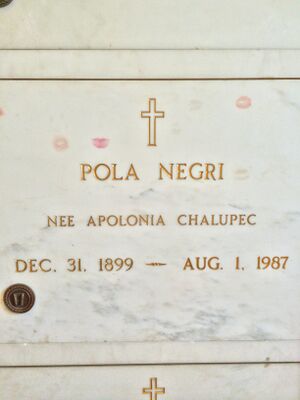 POLA NEGRI
NEE APOLONIA CHALUPEC
DEC. 31, 1899 — AUG. 1, 1987